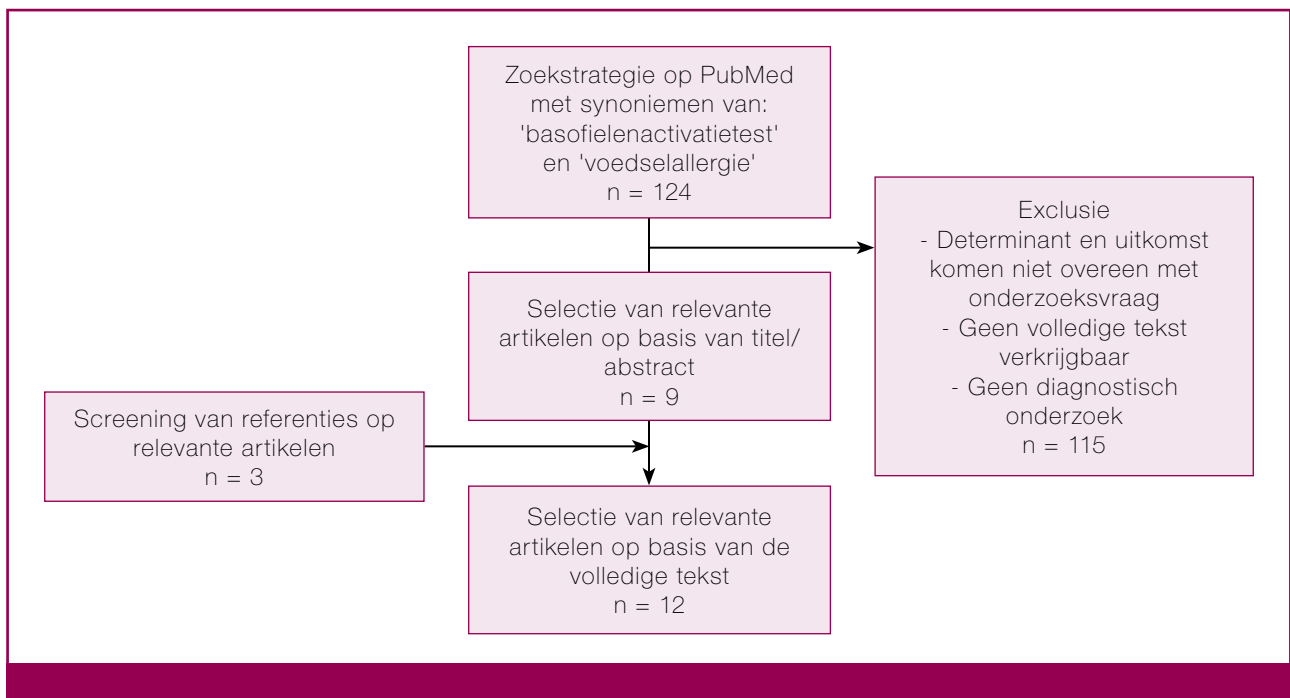 Zoekstrategie op PubMed
met synoniemen van:
'basofielenactivatietest'
en 'voedselallergie'
n = 124
Exclusie
- Determinant en uitkomst
komen niet overeen met
onderzoeksvraag
- Geen volledige tekst
verkrijgbaar
- Geen diagnostisch
onderzoek
n = 115
Selectie van relevante
artikelen op basis van titel/
abstract
n = 9
Screening van referenties op
relevante artikelen
n = 3
Selectie van relevante
artikelen op basis van de
volledige tekst
n = 12